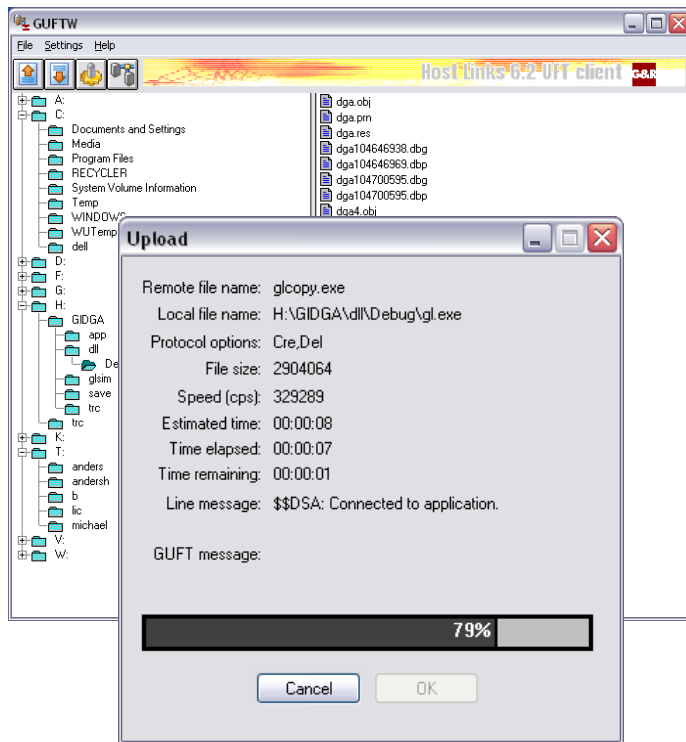 GUFTW
File Settings Help
Host Links 6.2 UFT client G&R
A:
C:
Documents and Settings
Media
Program Files
RECYCLER
System Volume Information
Temp
WINDOWS
WUTemp
dell
D:
F:
G:
H:
GIDGA
app
dll
De
glsim
save
trc
trc
K:
T:
anders
andersh
b
lic
michael
V:
W:
dga.obj
dga.prn
dga.res
dga104646938.dbg
dga104646969.dbp
dga104700595.dbg
dga104700595.dbp
dga4.obj
Upload
Remote file name: glcopy.exe
Local file name: H:\GIDGA\dll\Debug\gl.exe
Protocol options: Cre,Del
File size: 2904064
Speed (cps): 329289
Estimated time: 00:00:08
Time elapsed: 00:00:07
Time remaining: 00:00:01
Line message: $$DSA: Connected to application.
GUFT message:
79%
Cancel OK